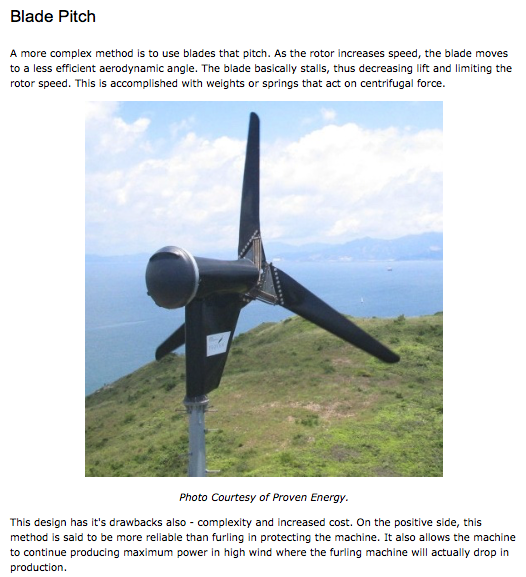 Blade Pitch
A more complex method is to use blades that pitch. As the rotor increases speed, the blade moves
to a less efficient aerodynamic angle. The blade basically stalls, thus decreasing lift and limiting the
rotor speed. This is accomplished with weights or springs that act on centrifugal force.
Photo Courtesy of Proven Energy.
This design has it's drawbacks also - complexity and increased cost. On the positive side, this
method is said to be more reliable than furling in protecting the machine. It also allows the machine
to continue producing maximum power in high wind where the furling machine will actually drop in
production.